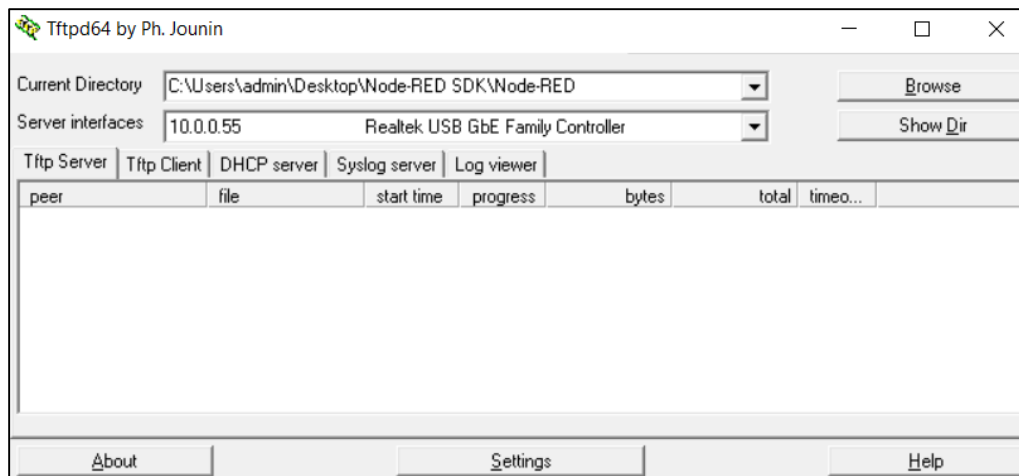 Tftpd64 by Ph. Jounin
Current Directory C:\Users\admin\Desktop\Node-RED SDK\Node-RED Browse
Server interfaces 10.0.0.55 Realtek USB GbE Family Controller Show Dir
Tftp Server Tftp Client DHCP server Syslog server Log viewer
peer file start time progress bytes total timeo...
About Settings Help